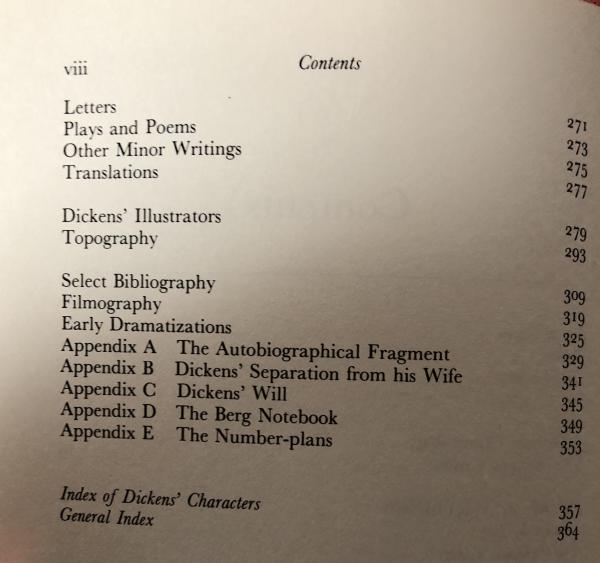 viii Contents
Letters 271
Plays and Poems 273
Other Minor Writings 275
Translations 277
Dickens' Illustrators 279
Topography 293
Select Bibliography 309
Filmography 319
Early Dramatizations 325
Appendix A The Autobiographical Fragment 329
Appendix B Dickens' Separation from his Wife 341
Appendix C Dickens' Will 345
Appendix D The Berg Notebook 349
Appendix E The Number-plans 353
Index of Dickens' Characters 357
General Index 364